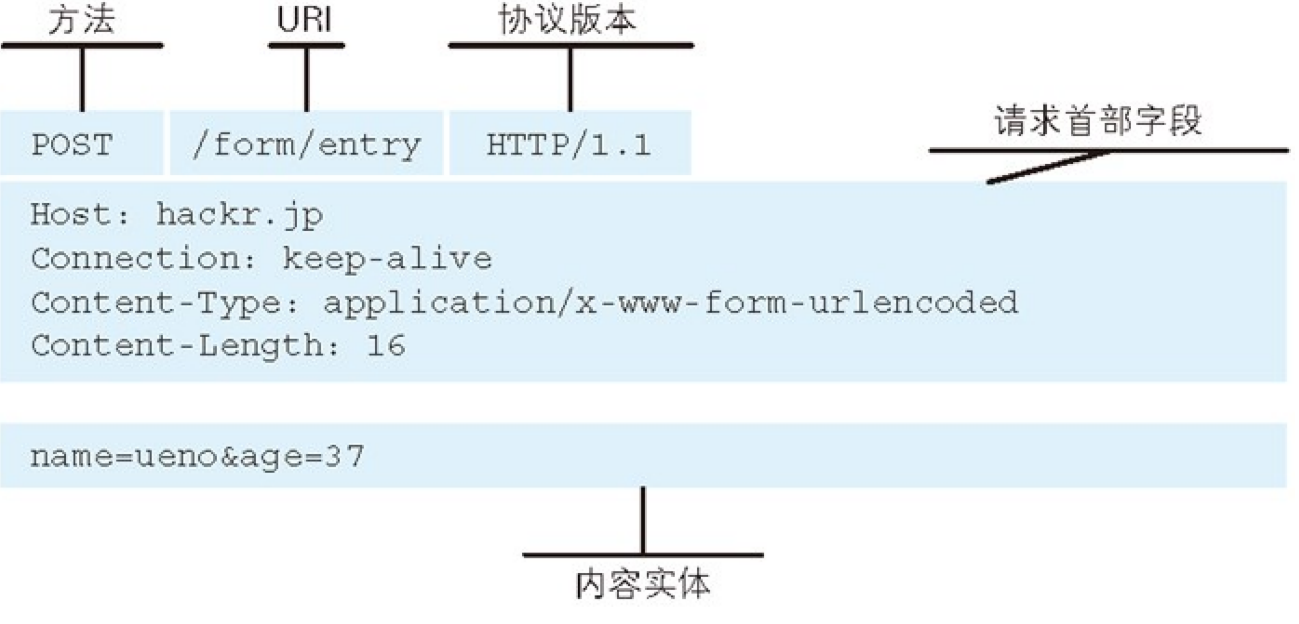 方法 URI 协议版本
POST /form/entry HTTP/1.1
请求首部字段
Host: hackr.jp
Connection: keep-alive
Content-Type: application/x-www-form-urlencoded
Content-Length: 16
name=ueno&age=37
内容实体